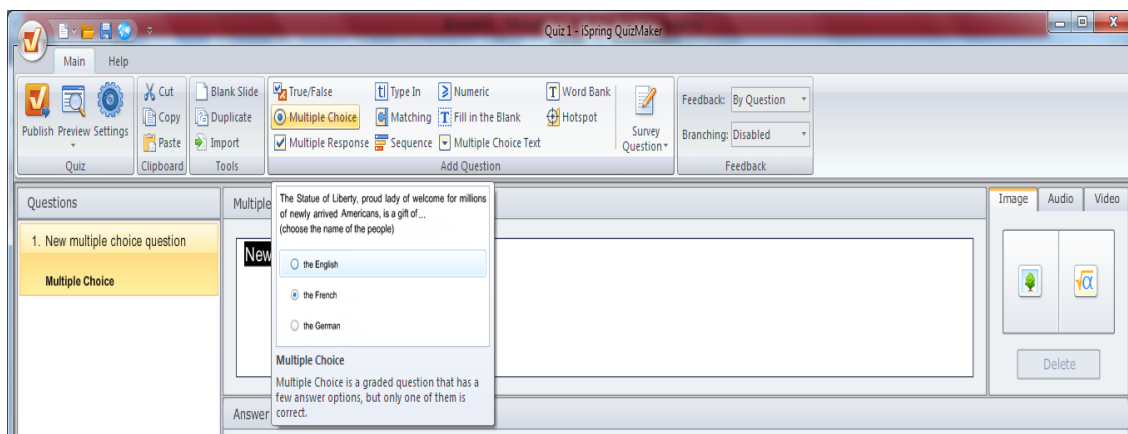 Quiz 1 - iSpring QuizMaker
Main Help
Cut Blank Slide True/False Type In Numeric Word Bank
Copy Duplicate Multiple Choice Matching Fill in the Blank Hotspot
Paste Import Multiple Response Sequence Multiple Choice Text
Publish Preview Settings
Survey
Question
Feedback: By Question
Branching: Disabled
Quiz Clipboard Tools Add Question Feedback
Questions
1. New multiple choice question
Multiple Choice
Multiple
New
The Statue of Liberty, proud lady of welcome for millions
of newly arrived Americans, is a gift of ...
(choose the name of the people)
the English
the French
the German
Multiple Choice
Multiple Choice is a graded question that has a
few answer options, but only one of them is
correct.
Answer
Image Audio Video
√α
Delete